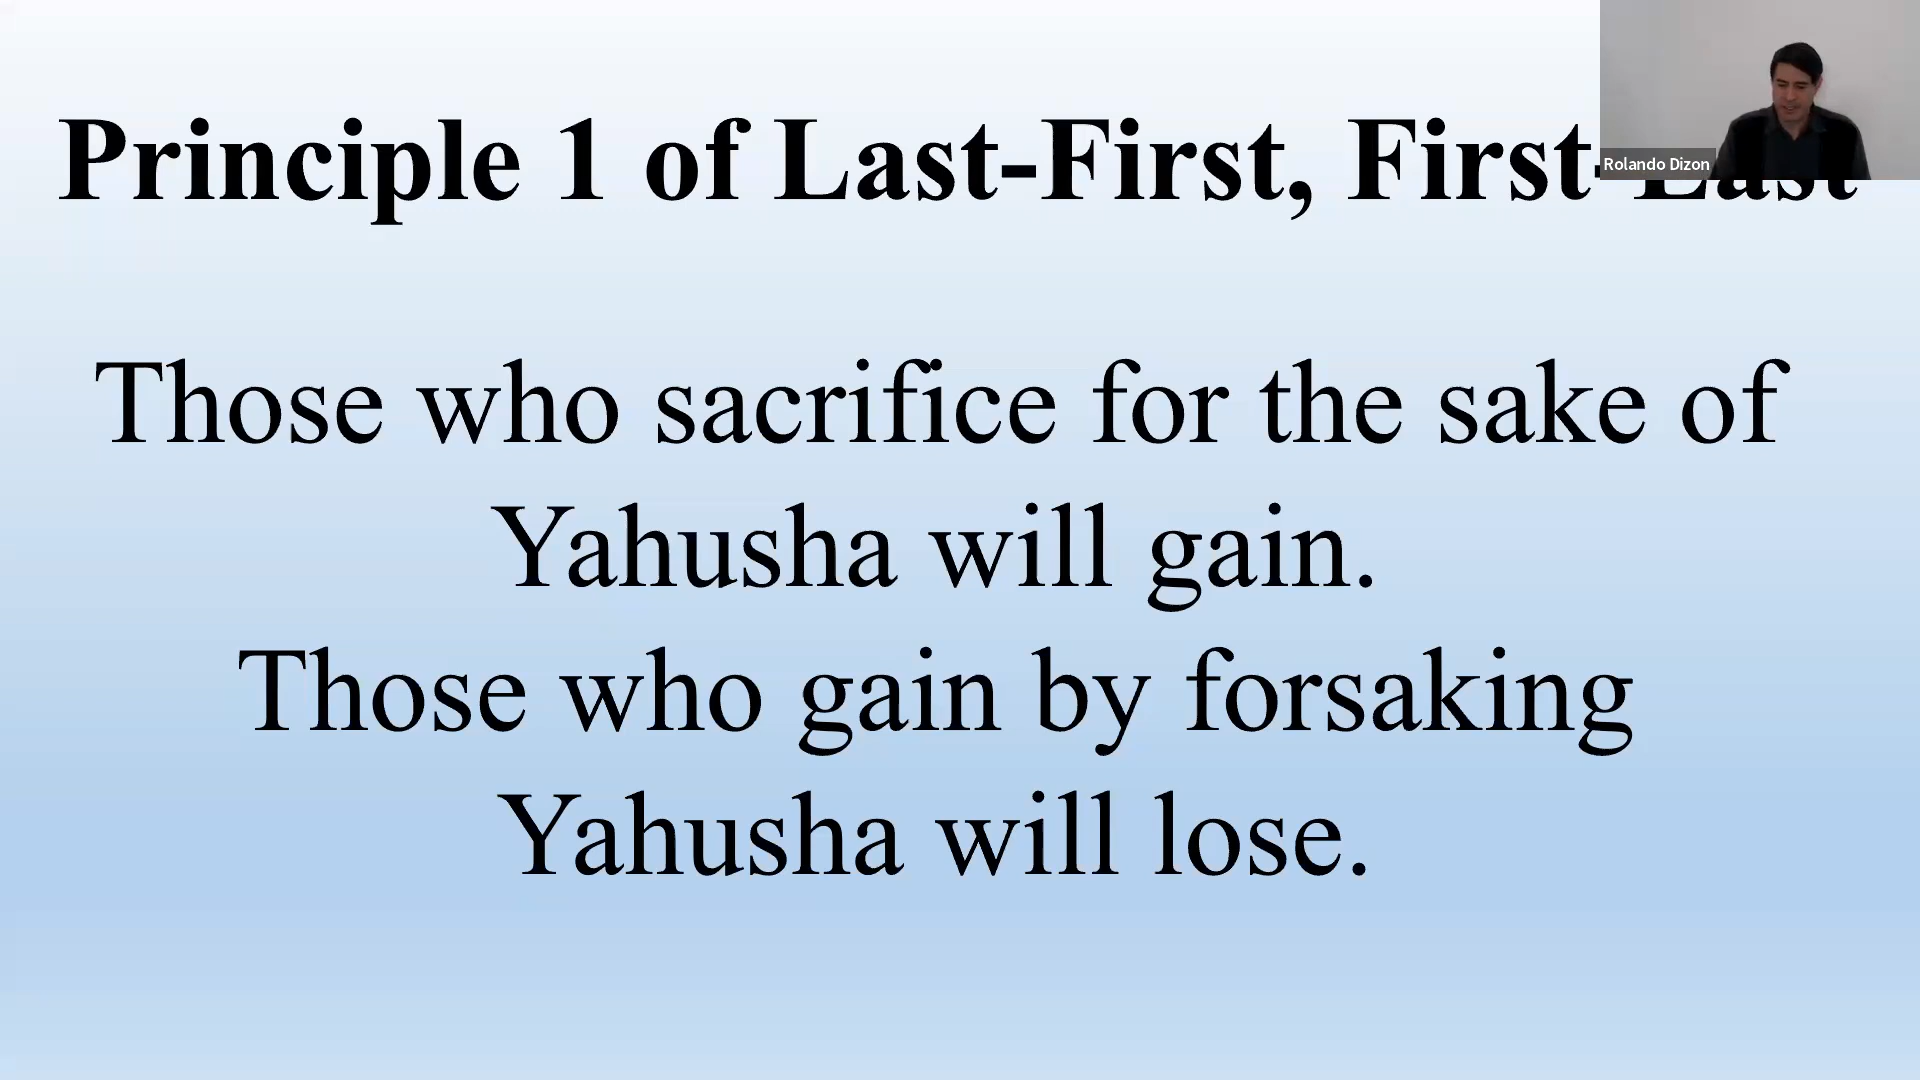 Principle 1 of Last-First, First-Last
Rolando Dizon
Those who sacrifice for the sake of
Yahusha will gain.
Those who gain by forsaking
Yahusha will lose.